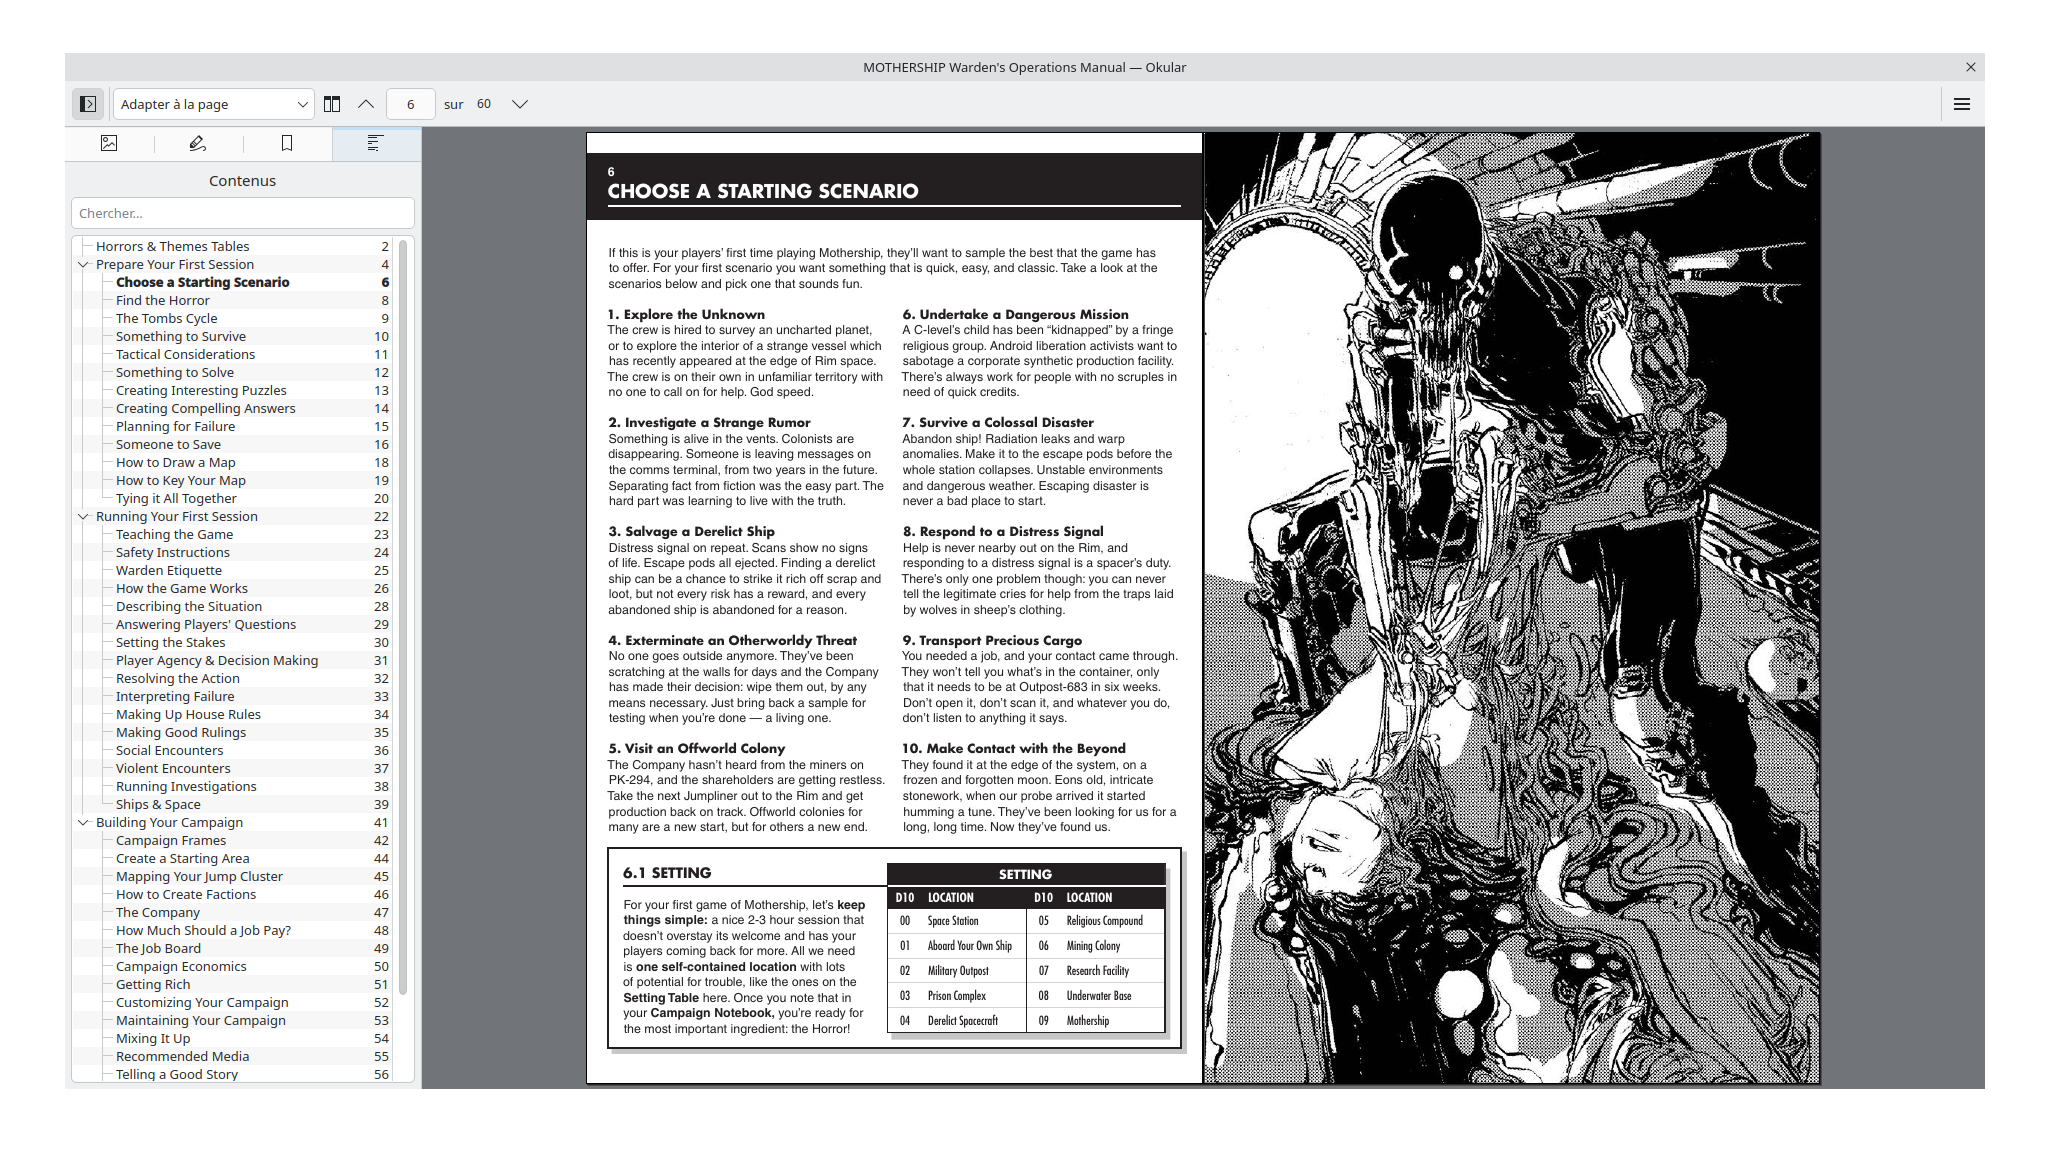 MOTHERSHIP Warden's Operations Manual — Okular
Adapter à la page
6
sur
60
Contenus
Chercher...
Horrors & Themes Tables 2
Prepare Your First Session 4
Choose a Starting Scenario 6
Find the Horror 8
The Tombs Cycle 9
Something to Survive 10
Tactical Considerations 11
Something to Solve 12
Creating Interesting Puzzles 13
Creating Compelling Answers 14
Planning for Failure 15
Someone to Save 16
How to Draw a Map 18
How to Key Your Map 19
Tying it All Together 20
Running Your First Session 22
Teaching the Game 23
Safety Instructions 24
Warden Etiquette 25
How the Game Works 26
Describing the Situation 28
Answering Players' Questions 29
Setting the Stakes 30
Player Agency & Decision Making 31
Resolving the Action 32
Interpreting Failure 33
Making Up House Rules 34
Making Good Rulings 35
Social Encounters 36
Violent Encounters 37
Running Investigations 38
Ships & Space 39
Building Your Campaign 41
Campaign Frames 42
Create a Starting Area 44
Mapping Your Jump Cluster 45
How to Create Factions 46
The Company 47
How Much Should a Job Pay? 48
The Job Board 49
Campaign Economics 50
Getting Rich 51
Customizing Your Campaign 52
Maintaining Your Campaign 53
Mixing It Up 54
Recommended Media 55
Telling a Good Story 56
6
CHOOSE A STARTING SCENARIO
If this is your players’ first time playing Mothership, they’ll want to sample the best that the game has
to offer. For your first scenario you want something that is quick, easy, and classic. Take a look at the
scenarios below and pick one that sounds fun.
1. Explore the Unknown
The crew is hired to survey an uncharted planet,
or to explore the interior of a strange vessel which
has recently appeared at the edge of Rim space.
The crew is on their own in unfamiliar territory with
no one to call on for help. God speed.
2. Investigate a Strange Rumor
Something is alive in the vents. Colonists are
disappearing. Someone is leaving messages on
the comms terminal, from two years in the future.
Separating fact from fiction was the easy part. The
hard part was learning to live with the truth.
3. Salvage a Derelict Ship
Distress signal on repeat. Scans show no signs
of life. Escape pods all ejected. Finding a derelict
ship can be a chance to strike it rich off scrap and
loot, but not every risk has a reward, and every
abandoned ship is abandoned for a reason.
4. Exterminate an Otherworldy Threat
No one goes outside anymore. They’ve been
scratching at the walls for days and the Company
has made their decision: wipe them out, by any
means necessary. Just bring back a sample for
testing when you’re done — a living one.
5. Visit an Offworld Colony
The Company hasn’t heard from the miners on
PK-294, and the shareholders are getting restless.
Take the next Jumpliner out to the Rim and get
production back on track. Offworld colonies for
many are a new start, but for others a new end.
6. Undertake a Dangerous Mission
A C-level’s child has been “kidnapped” by a fringe
religious group. Android liberation activists want to
sabotage a corporate synthetic production facility.
There’s always work for people with no scruples in
need of quick credits.
7. Survive a Colossal Disaster
Abandon ship! Radiation leaks and warp
anomalies. Make it to the escape pods before the
whole station collapses. Unstable environments
and dangerous weather. Escaping disaster is
never a bad place to start.
8. Respond to a Distress Signal
Help is never nearby out on the Rim, and
responding to a distress signal is a spacer’s duty.
There’s only one problem though: you can never
tell the legitimate cries for help from the traps laid
by wolves in sheep’s clothing.
9. Transport Precious Cargo
You needed a job, and your contact came through.
They won’t tell you what’s in the container, only
that it needs to be at Outpost-683 in six weeks.
Don’t open it, don’t scan it, and whatever you do,
don’t listen to anything it says.
10. Make Contact with the Beyond
They found it at the edge of the system, on a
frozen and forgotten moon. Eons old, intricate
stonework, when our probe arrived it started
humming a tune. They’ve been looking for us for a
long, long time. Now they’ve found us.
6.1 SETTING
For your first game of Mothership, let’s keep
things simple: a nice 2-3 hour session that
doesn’t overstay its welcome and has your
players coming back for more. All we need
is one self-contained location with lots
of potential for trouble, like the ones on the
Setting Table here. Once you note that in
your Campaign Notebook, you’re ready for
the most important ingredient: the Horror!
SETTING
D10 LOCATION D10 LOCATION
00 Space Station 05 Religious Compound
01 Aboard Your Own Ship 06 Mining Colony
02 Military Outpost 07 Research Facility
03 Prison Complex 08 Underwater Base
04 Derelict Spacecraft 09 Mothership